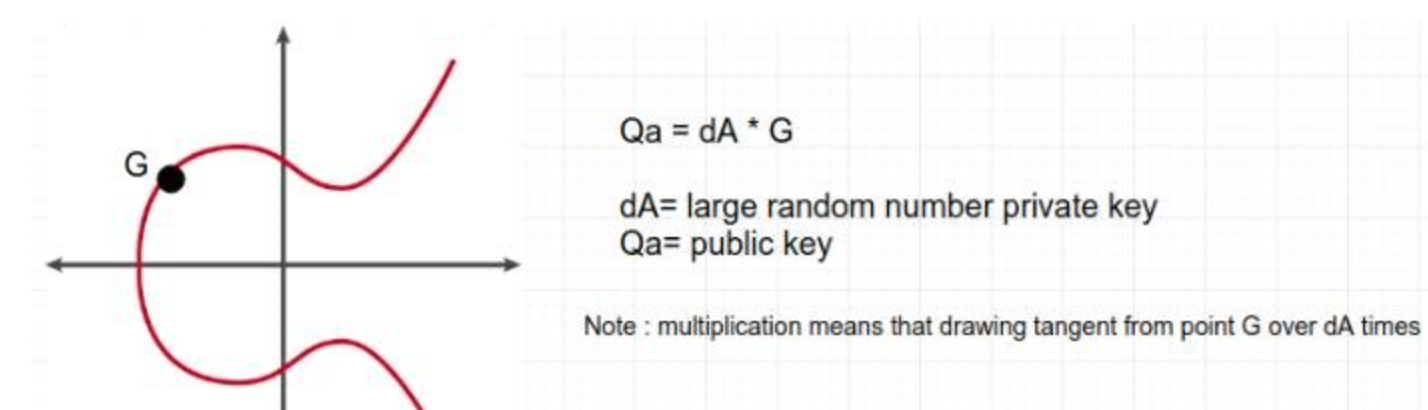 G
Qa = dA * G
dA= large random number private key
Qa= public key
Note : multiplication means that drawing tangent from point G over dA times